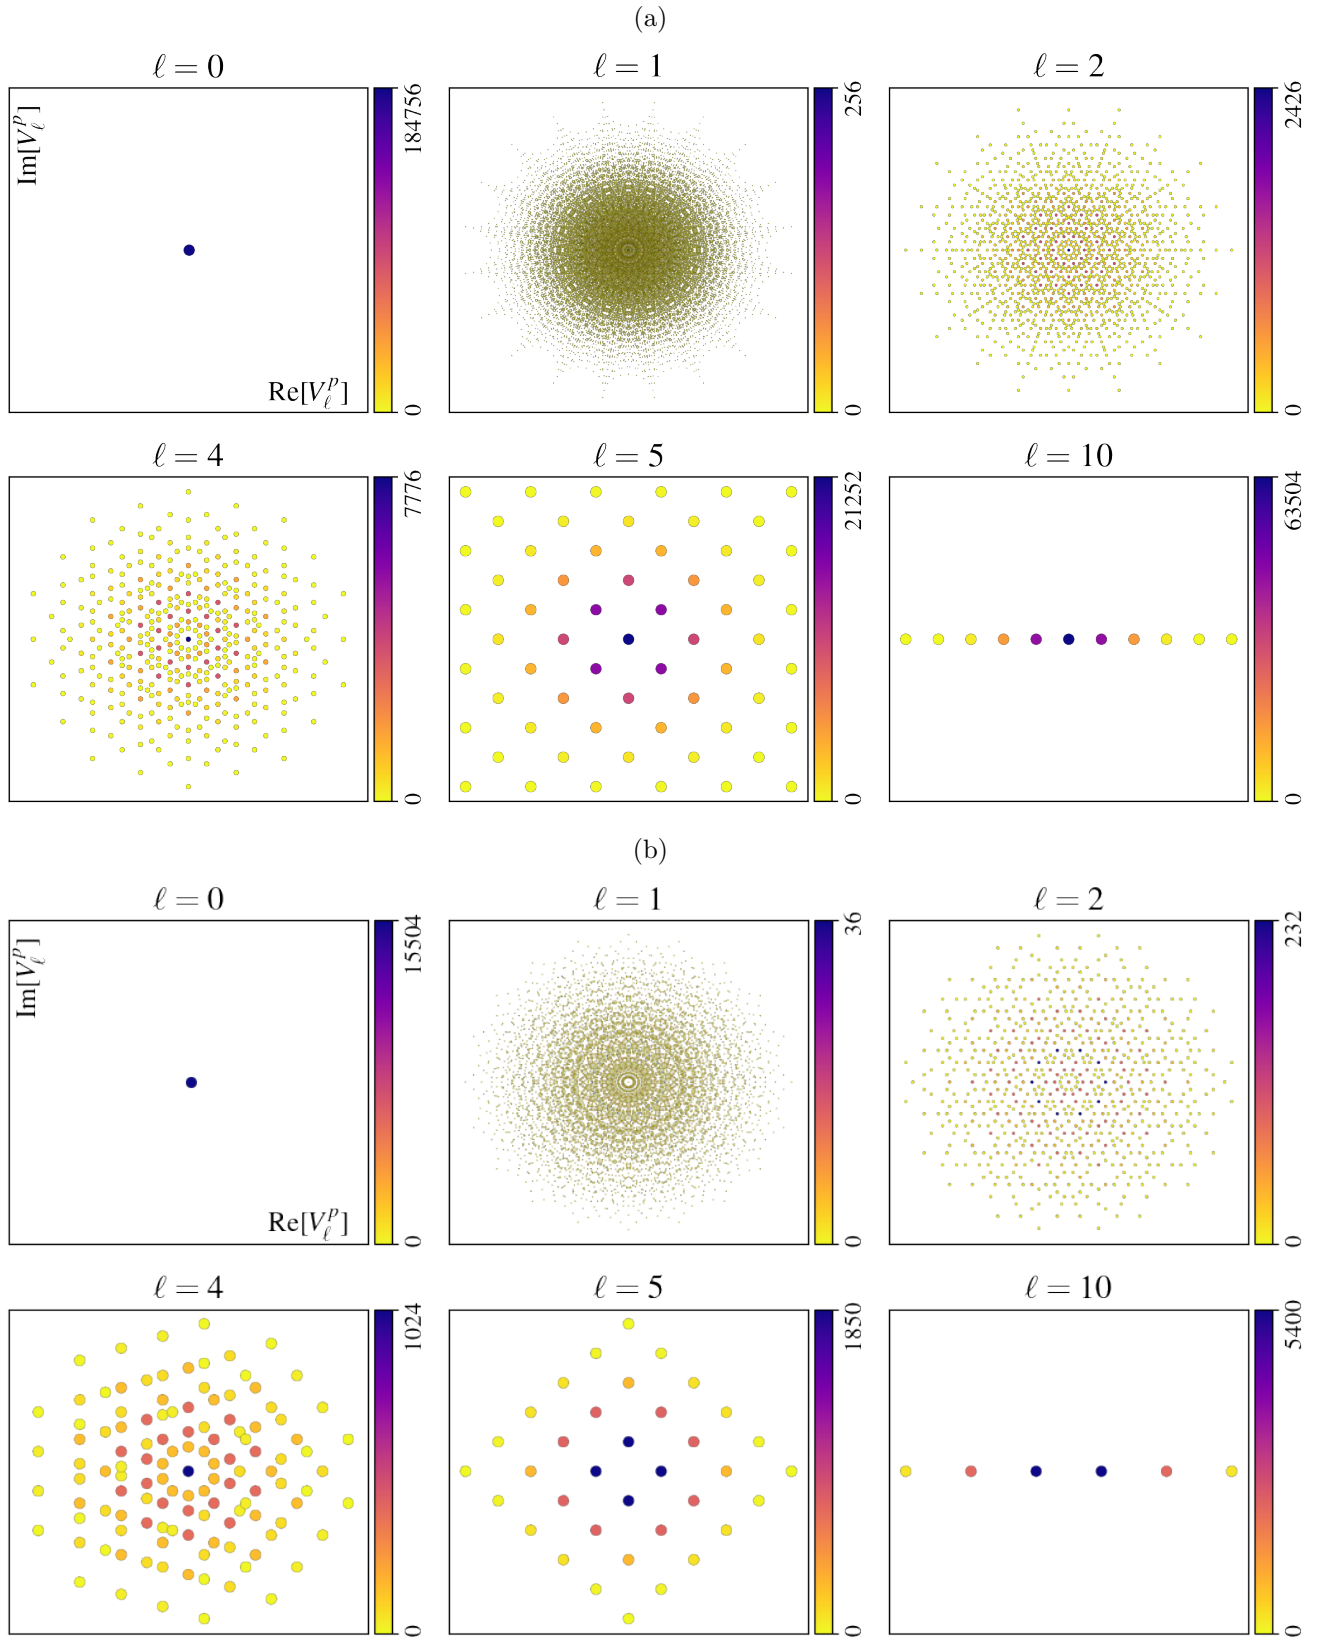 (a)
ℓ = 0
ℓ = 1
ℓ = 2
Im[V_ℓ^p]
Re[V_ℓ^p]
0
184756
0
256
0
2426
ℓ = 4
ℓ = 5
ℓ = 10
0
7776
0
21252
0
63504
(b)
ℓ = 0
ℓ = 1
ℓ = 2
Im[V_ℓ^p]
Re[V_ℓ^p]
0
15504
0
36
0
232
ℓ = 4
ℓ = 5
ℓ = 10
0
1024
0
1850
0
5400